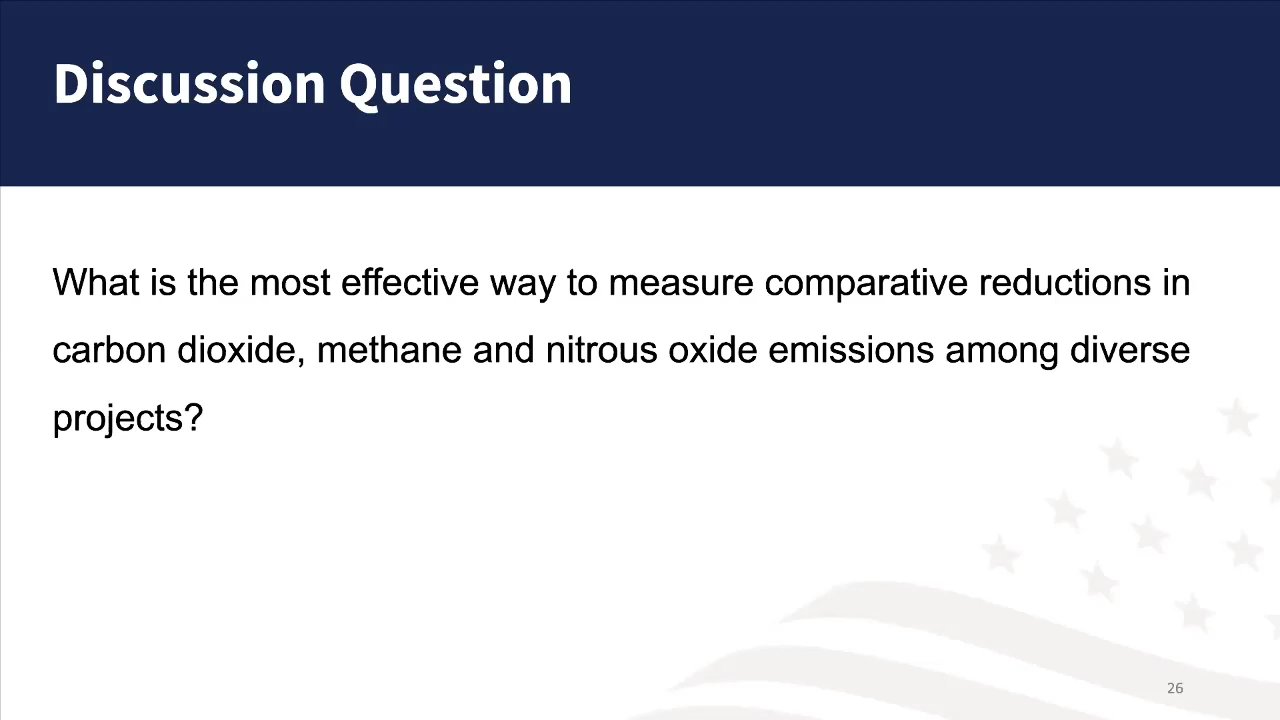 Discussion Question
What is the most effective way to measure comparative reductions in
carbon dioxide, methane and nitrous oxide emissions among diverse
projects?
26